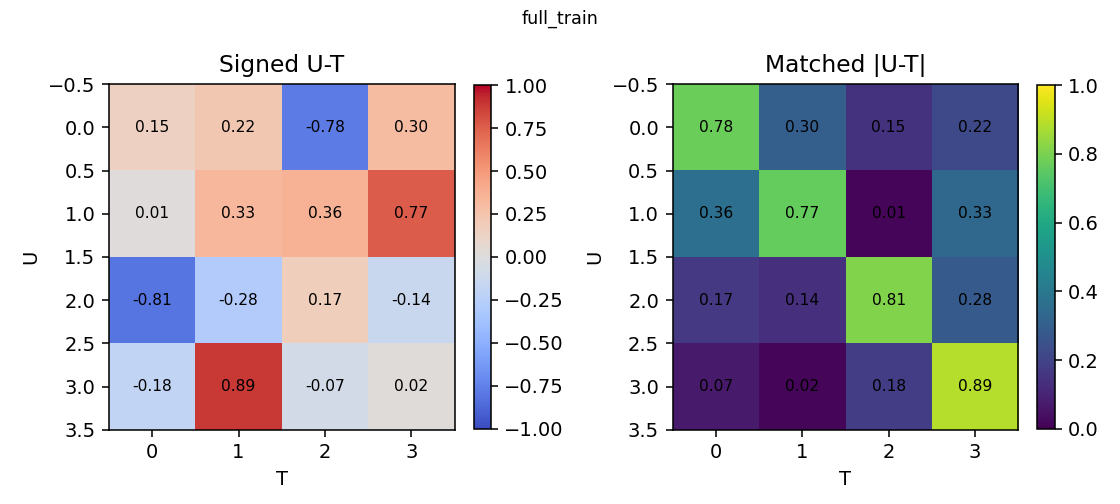 full_train
Signed U-T
Matched |U-T|
−0.5
0.0
0.5
1.0
1.5
2.0
2.5
3.0
3.5
U
0.15 0.22 -0.78 0.30
0.01 0.33 0.36 0.77
-0.81 -0.28 0.17 -0.14
-0.18 0.89 -0.07 0.02
0 1 2 3
T
1.00
0.75
0.50
0.25
0.00
−0.25
−0.50
−0.75
−1.00
−0.5
0.0
0.5
1.0
1.5
2.0
2.5
3.0
3.5
U
0.78 0.30 0.15 0.22
0.36 0.77 0.01 0.33
0.17 0.14 0.81 0.28
0.07 0.02 0.18 0.89
0 1 2 3
T
1.0
0.8
0.6
0.4
0.2
0.0